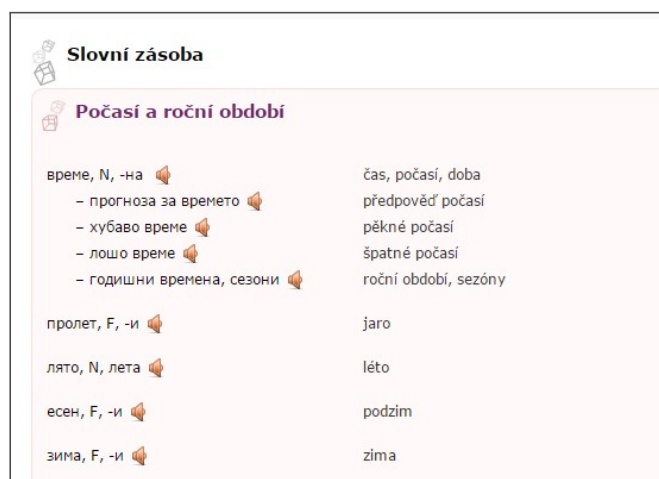 Slovní zásoba
Počasí a roční období
време, N, -на čas, počasí, doba
– прогноза за времето předpověď počasí
– хубаво време pěkné počasí
– лошо време špatné počasí
– годишни времена, сезони roční období, sezóny
пролет, F, -и jaro
лято, N, лета léto
есен, F, -и podzim
зима, F, -и zima